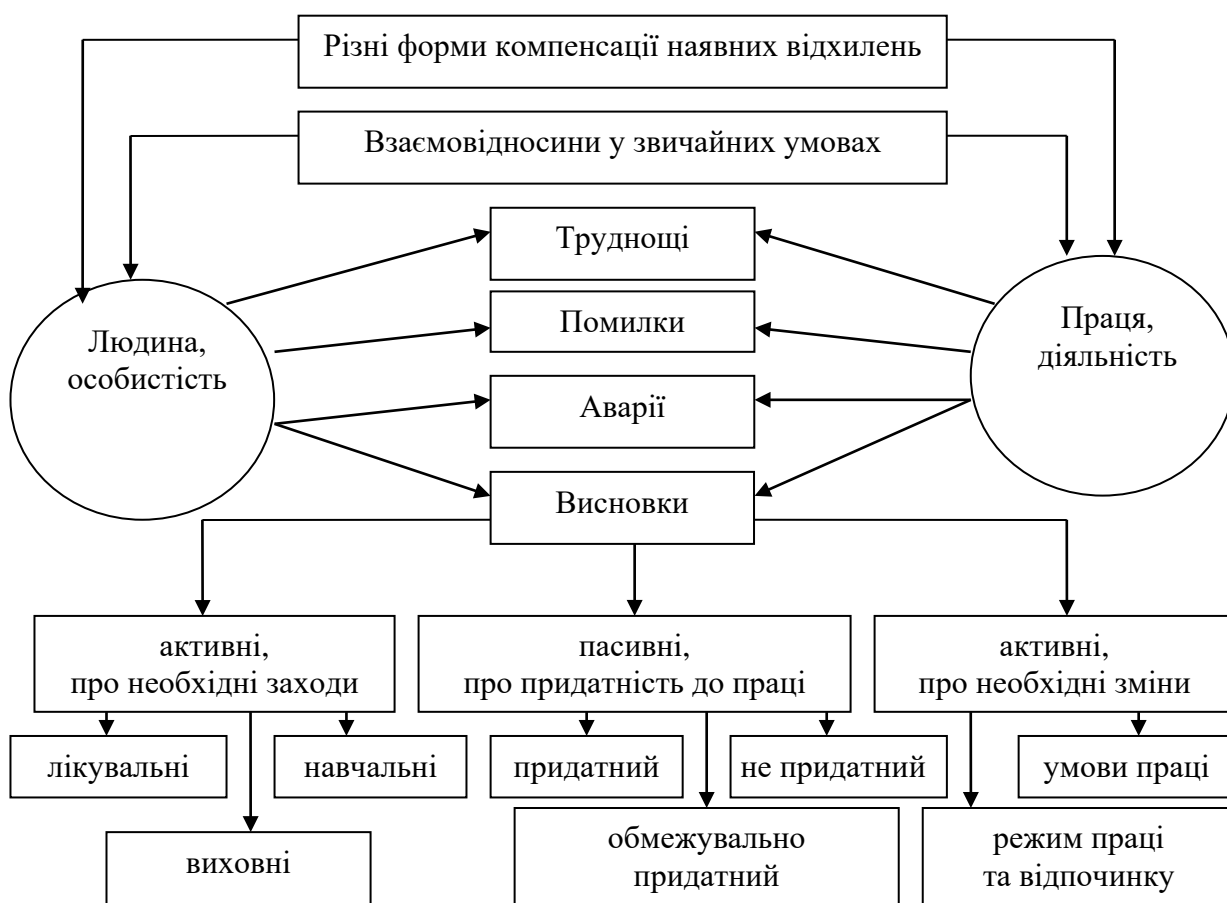 Різні форми компенсації наявних відхилень
Взаємовідносини у звичайних умовах
Труднощі
Помилки
Аварії
Висновки
Людина,
особистість
Праця,
діяльність
активні,
про необхідні заходи
пасивні,
про придатність до праці
активні,
про необхідні зміни
лікувальні
навчальні
придатний
не придатний
умови праці
виховні
обмежувально
придатний
режим праці
та відпочинку